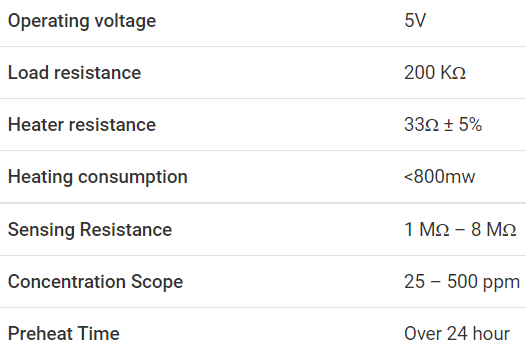 Operating voltage 5V
Load resistance 200 KΩ
Heater resistance 33Ω ± 5%
Heating consumption <800mw
Sensing Resistance 1 MΩ – 8 MΩ
Concentration Scope 25 – 500 ppm
Preheat Time Over 24 hour